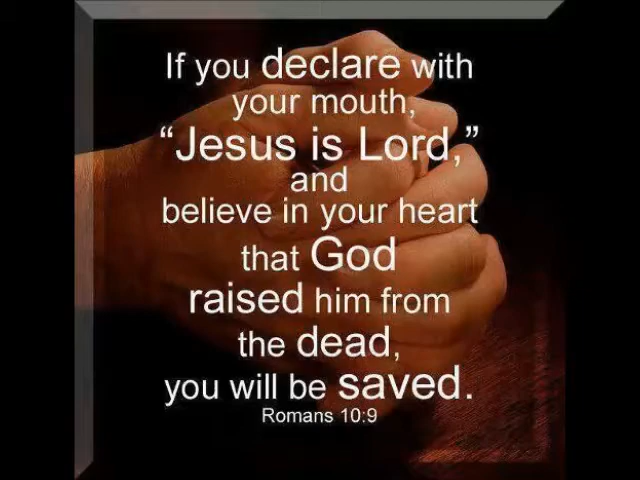 If you declare with
your mouth,
“Jesus is Lord,”
and
believe in your heart
that God
raised him from
the dead,
you will be saved.
Romans 10:9